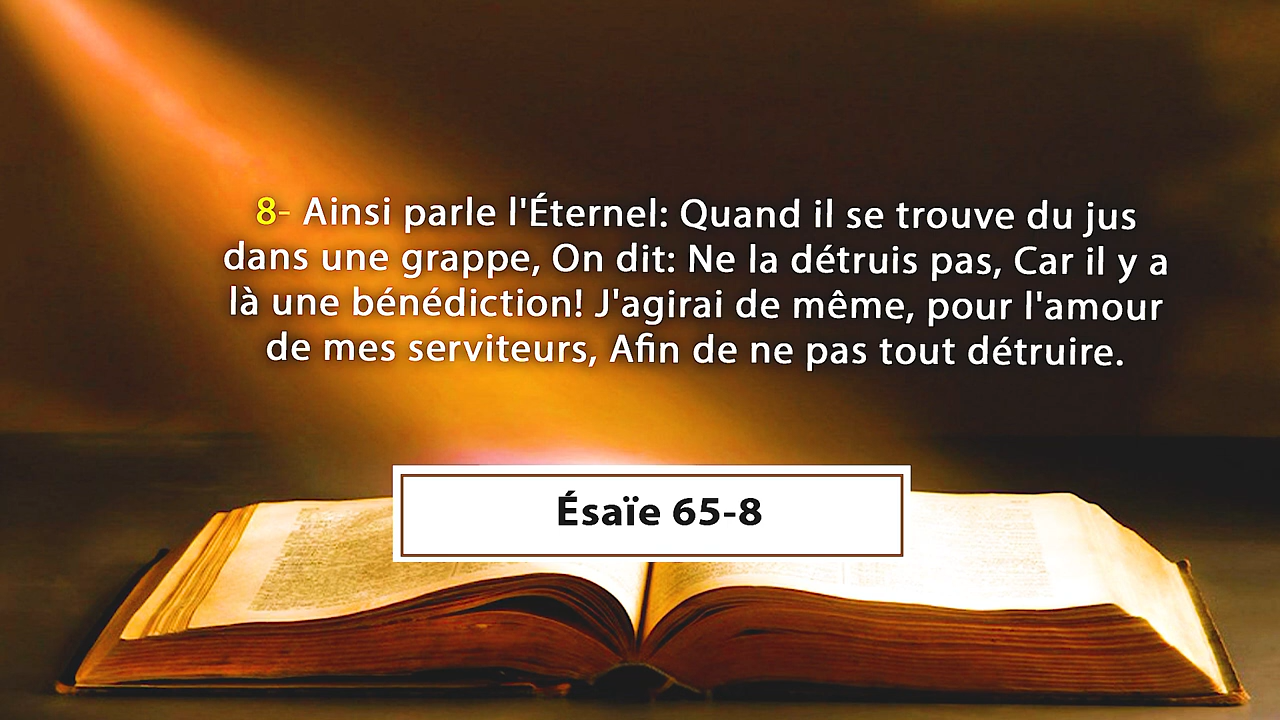 8- Ainsi parle l'Éternel: Quand il se trouve du jus
dans une grappe, On dit: Ne la détruis pas, Car il y a
là une bénédiction! J'agirai de même, pour l'amour
de mes serviteurs, Afin de ne pas tout détruire.
Ésaïe 65-8